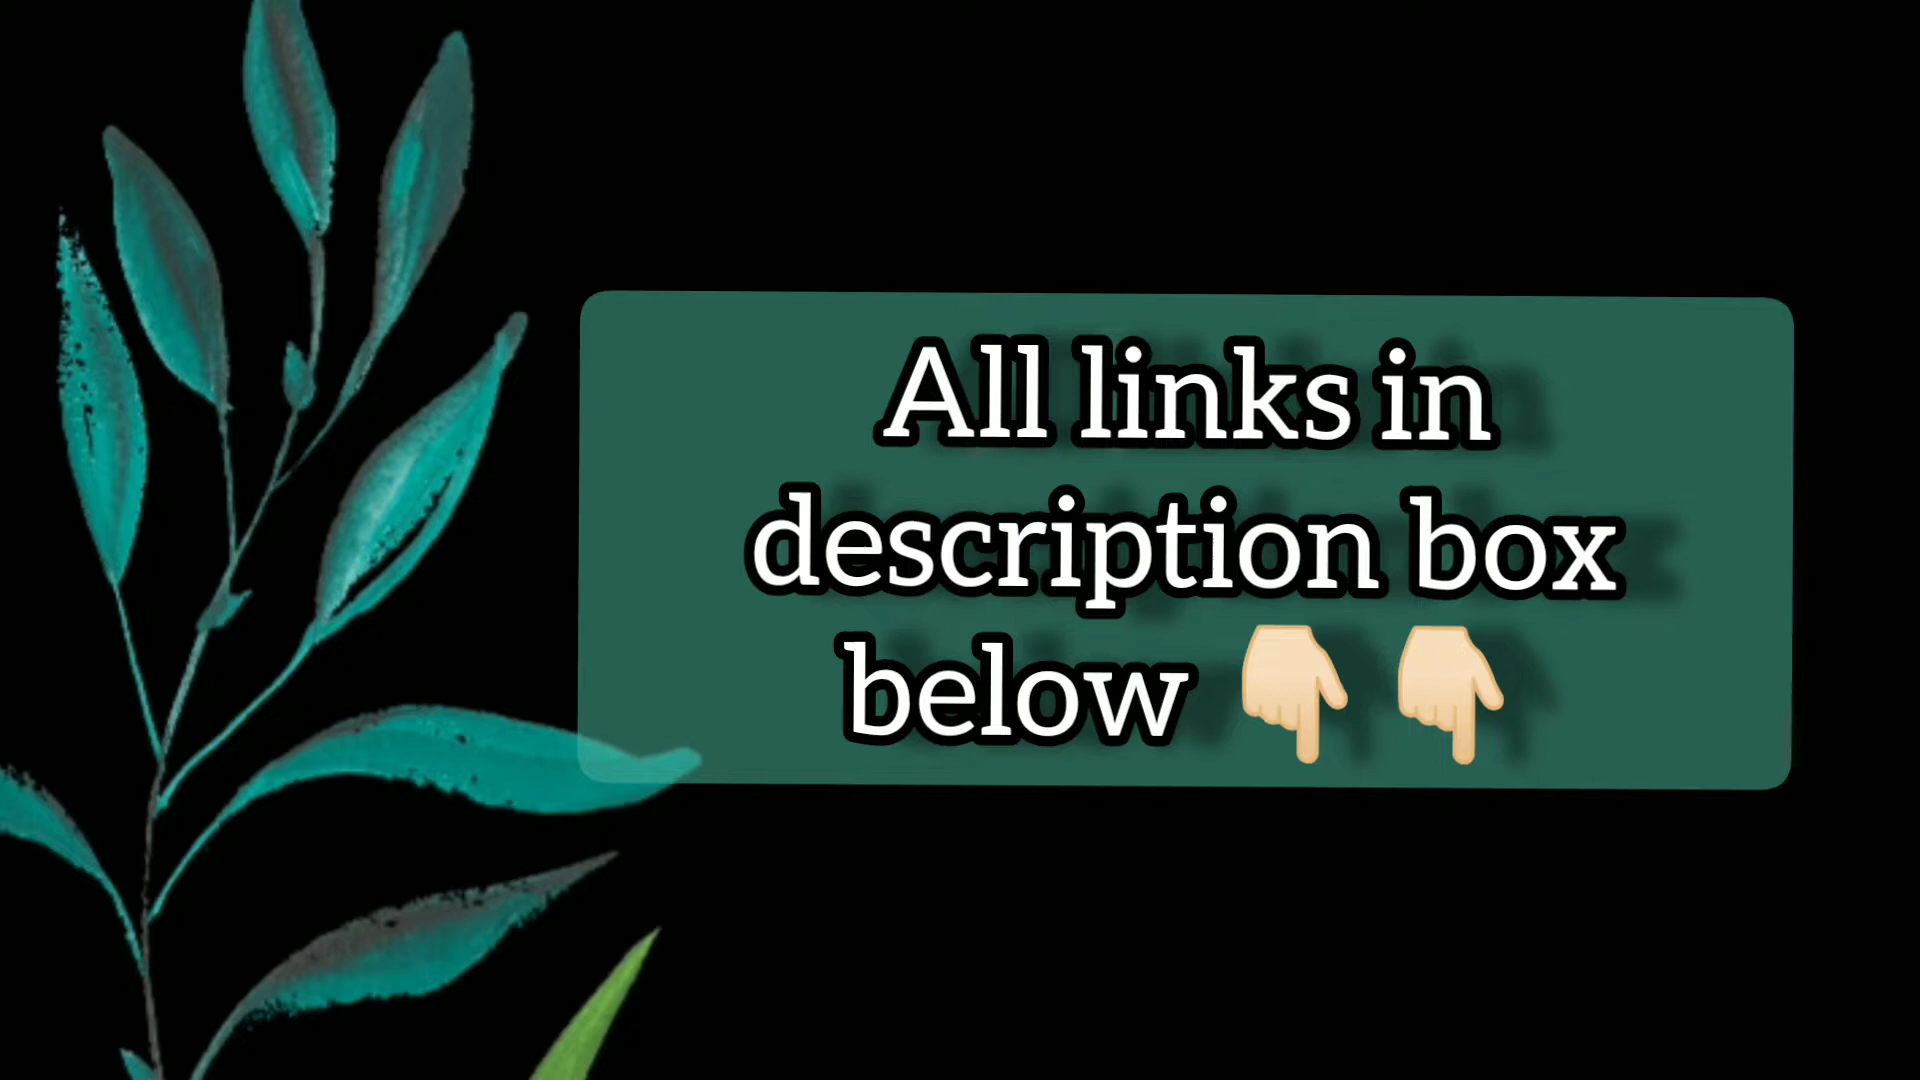 All links in
description box
below 👇🏻 👇🏻